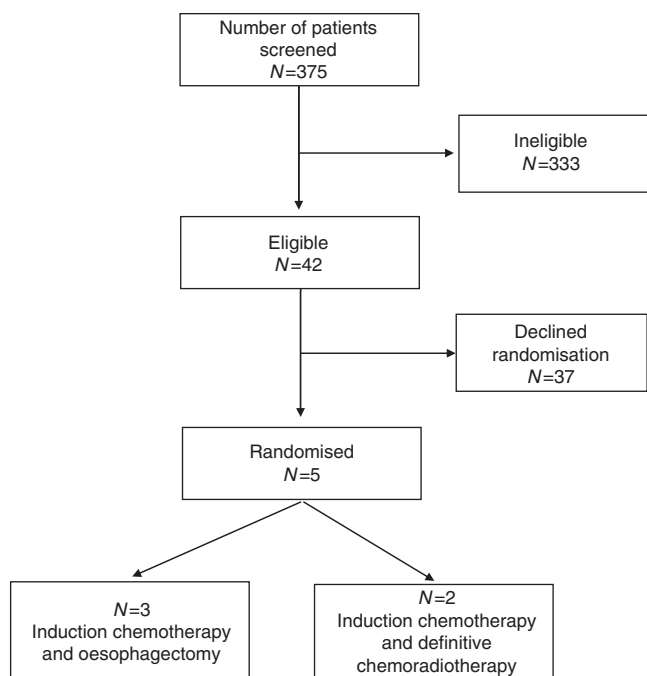 Number of patients
screened
N=375
Ineligible
N=333
Eligible
N=42
Declined
randomisation
N=37
Randomised
N=5
N=3
Induction chemotherapy
and oesophagectomy
N=2
Induction chemotherapy
and definitive
chemoradiotherapy